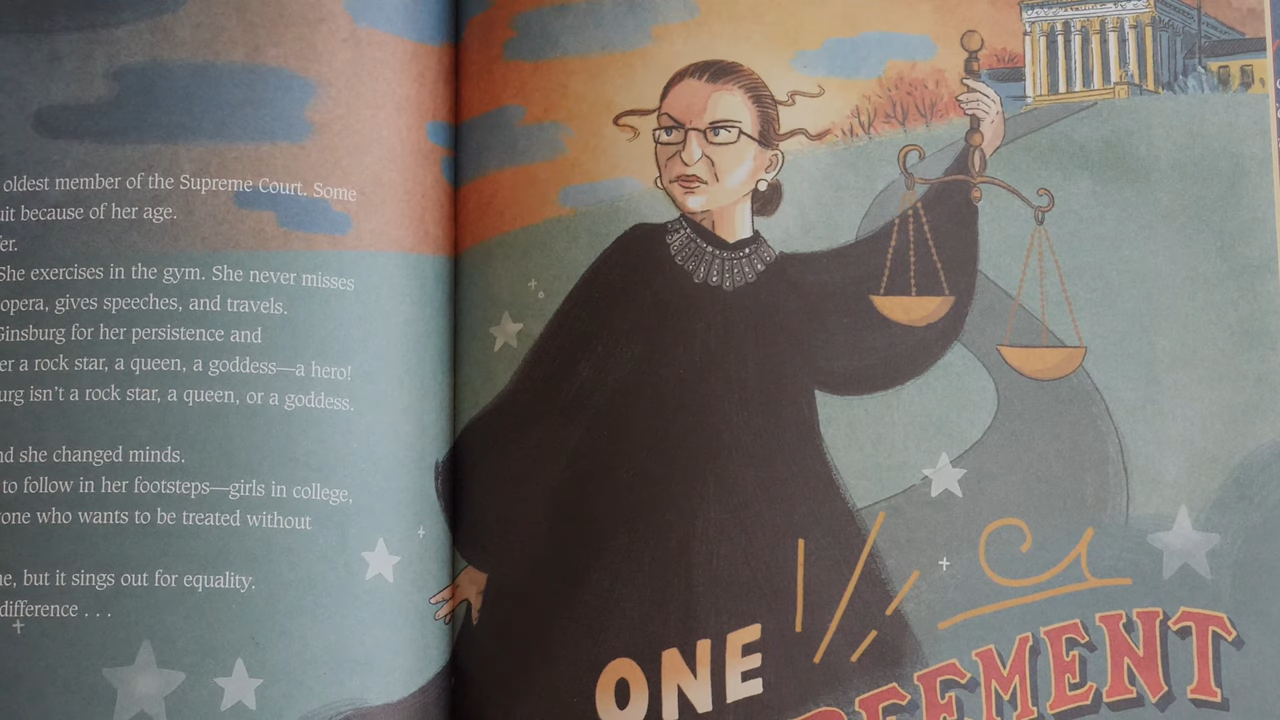 oldest member of the Supreme Court. Some
uit because of her age.
er.
She exercises in the gym. She never misses
opera, gives speeches, and travels.
Ginsburg for her persistence and
er a rock star, a queen, a goddess—a hero!
urg isn't a rock star, a queen, or a goddess.
nd she changed minds.
to follow in her footsteps—girls in college,
one who wants to be treated without
e, but it sings out for equality.
difference . . .
ONE
REEMENT